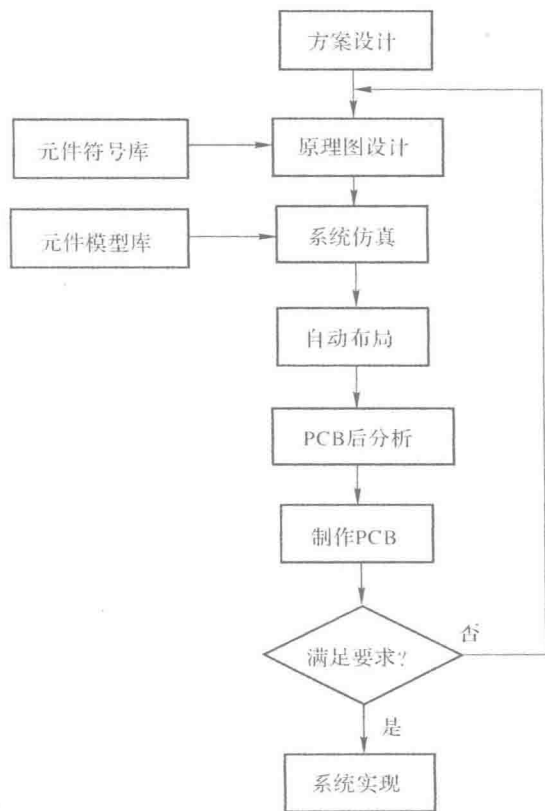 方案设计
元件符号库
原理图设计
元件模型库
系统仿真
自动布局
PCB后分析
制作PCB
满足要求?
否
是
系统实现